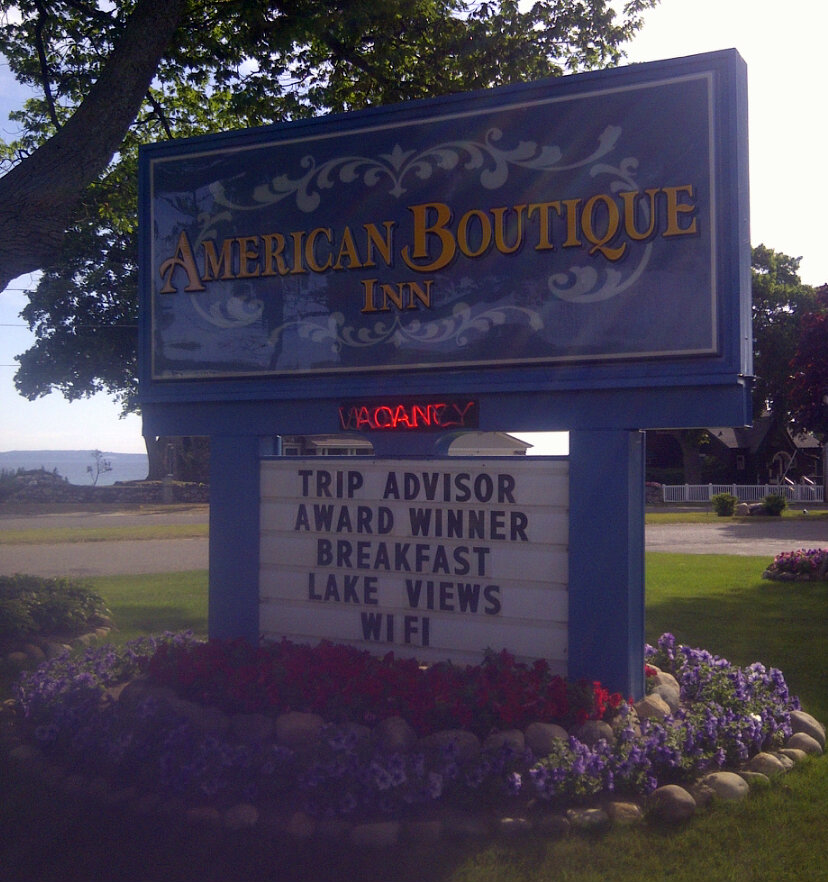 AMERICAN BOUTIQUE
INN
VACANCY
TRIP ADVISOR
AWARD WINNER
BREAKFAST
LAKE VIEWS
WIFI